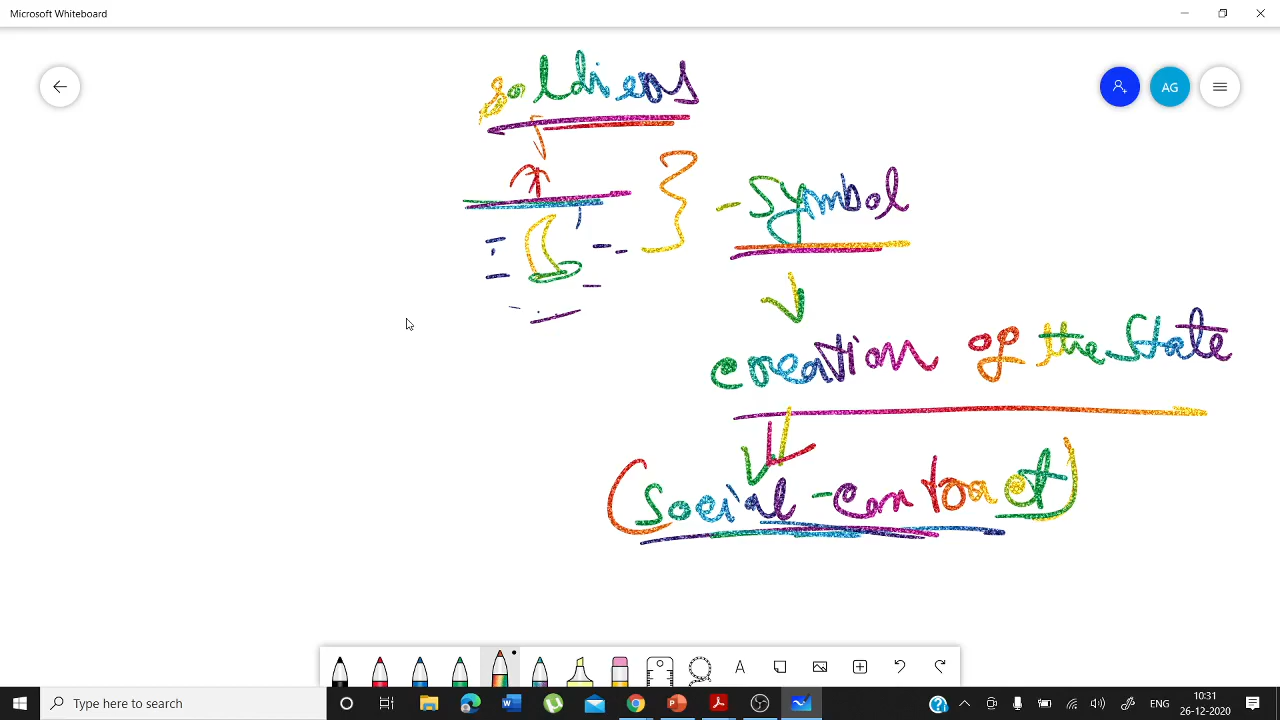 Microsoft Whiteboard
soldiers
AG
- symbol
creation of the State
(social-contract)
Type here to search
ENG
10:31
26-12-2020